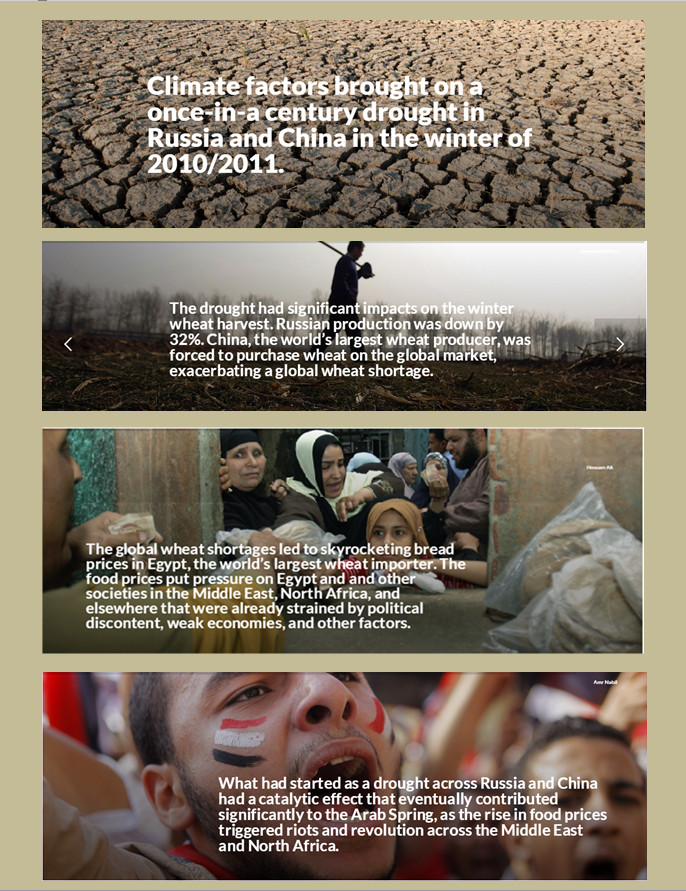 Climate factors brought on a
once-in-a century drought in
Russia and China in the winter of
2010/2011.
The drought had significant impacts on the winter
wheat harvest. Russian production was down by
32%. China, the world's largest wheat producer, was
forced to purchase wheat on the global market,
exacerbating a global wheat shortage.
The global wheat shortages led to skyrocketing bread
prices in Egypt, the world's largest wheat importer. The
food prices put pressure on Egypt and and other
societies in the Middle East, North Africa, and
elsewhere that were already strained by political
discontent, weak economies, and other factors.
Amr Nabil
What had started as a drought across Russia and China
had a catalytic effect that eventually contributed
significantly to the Arab Spring, as the rise in food prices
triggered riots and revolution across the Middle East
and North Africa.